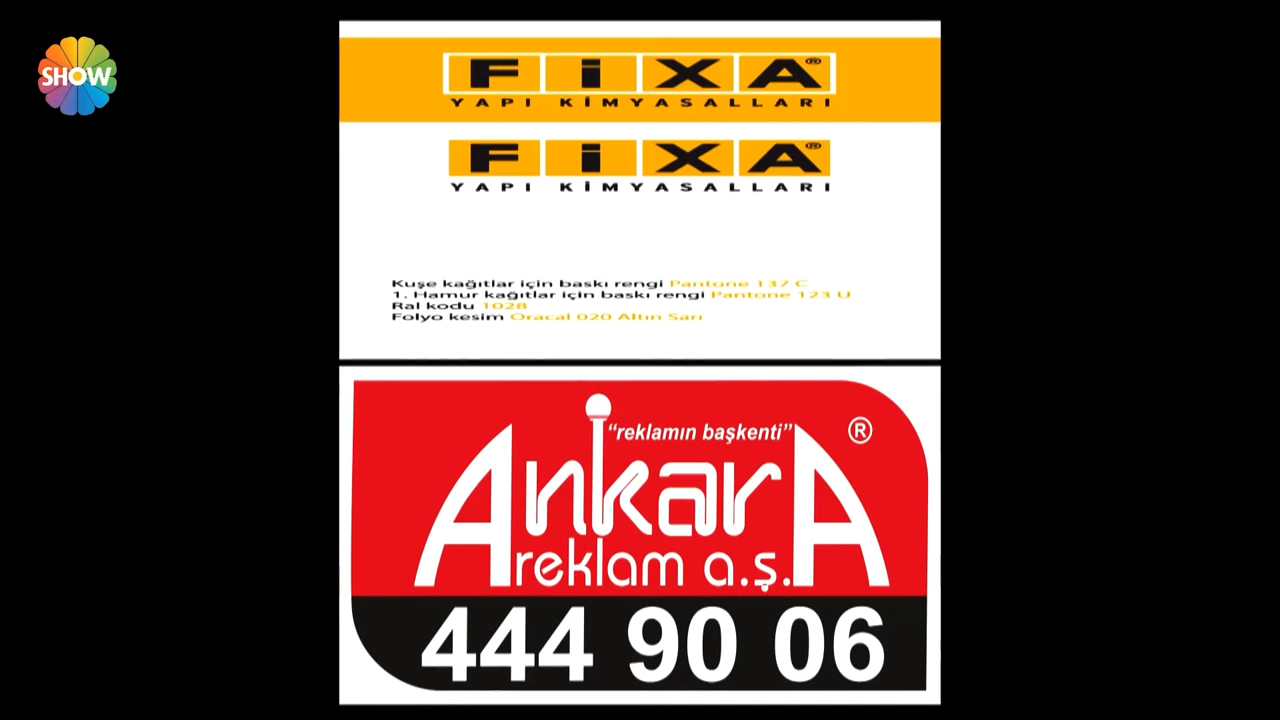 SHOW
FiXA®
YAPI KİMYASALLARI
FiXA®
YAPI KİMYASALLARI
Kuşe kağıtlar için baskı rengi Pantone 137 C
1. Hamur kağıtlar için baskı rengi Pantone 123 U
Ral kodu 1028
Folyo kesim Oracal 020 Altın Sarı
“reklamın başkenti” ®
AnkarA
reklam a.ş.
444 90 06